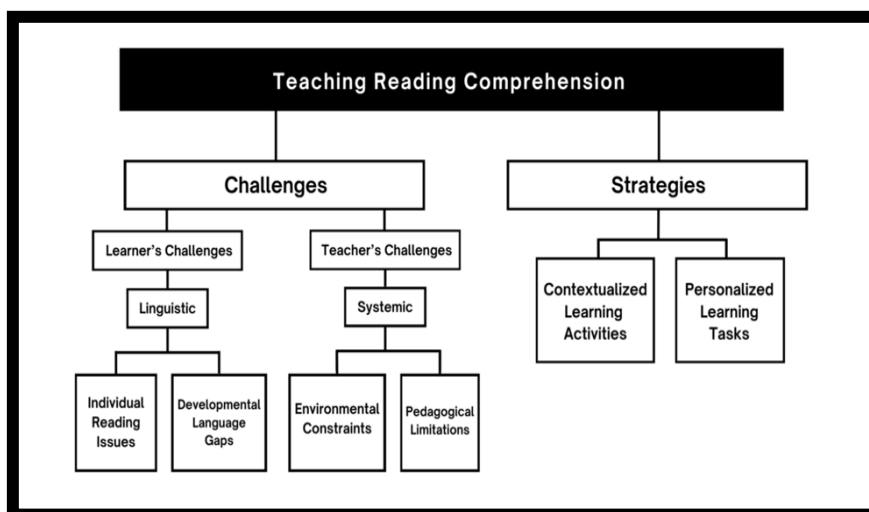 Teaching Reading Comprehension
Challenges
Strategies
Learner's Challenges
Teacher's Challenges
Linguistic
Systemic
Contextualized
Learning
Activities
Personalized
Learning
Tasks
Individual
Reading
Issues
Developmental
Language
Gaps
Environmental
Constraints
Pedagogical
Limitations